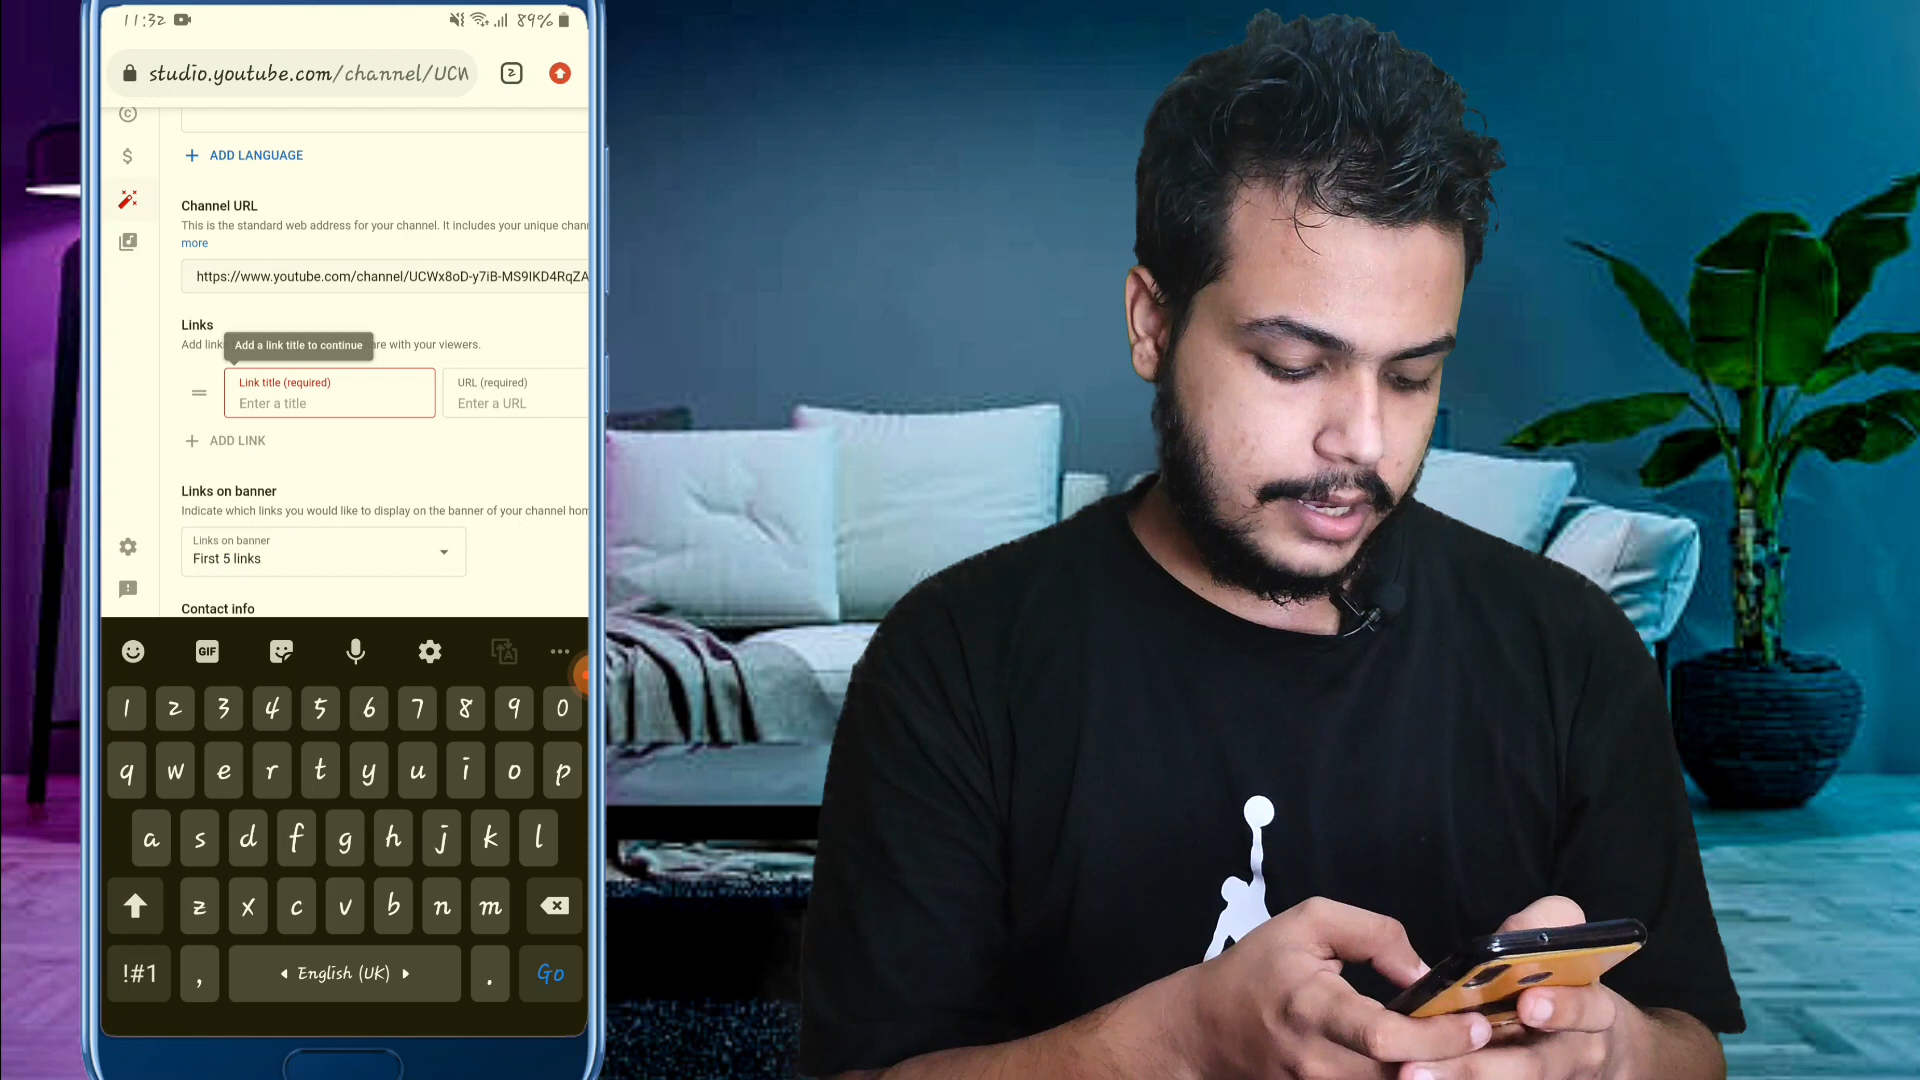 11:32
89%
studio.youtube.com/channel/UCW
2
ADD LANGUAGE
Channel URL
This is the standard web address for your channel. It includes your unique chan
more
https://www.youtube.com/channel/UCWx8oD-y7iB-MS9IKD4RqZA
Links
Add link
Add a link title to continue
are with your viewers.
Link title (required)
Enter a title
URL (required)
Enter a URL
ADD LINK
Links on banner
Indicate which links you would like to display on the banner of your channel hom
Links on banner
First 5 links
Contact info
GIF
1 2 3 4 5 6 7 8 9 0
q w e r t y u i o p
a s d f g h j k l
z x c v b n m
!#1 , English (UK) . Go